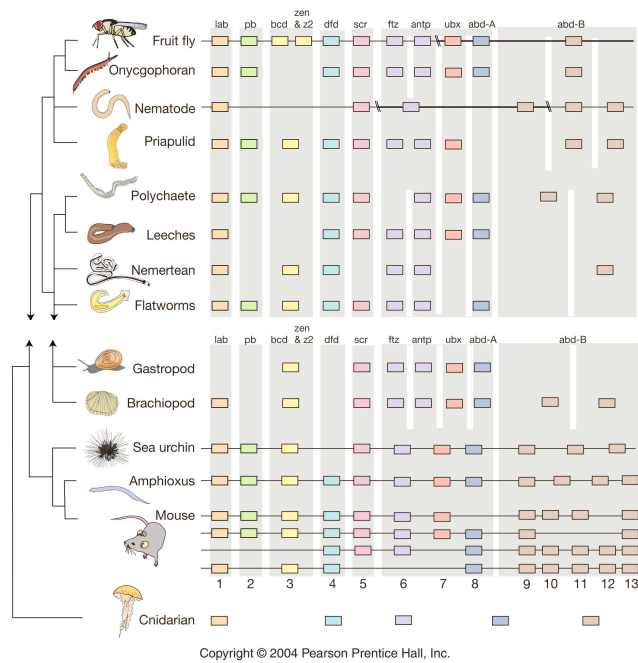 zen
lab pb bcd & z2 dfd scr ftz antp ubx abd-A abd-B
Fruit fly
Onycgophoran
Nematode
Priapulid
Polychaete
Leeches
Nemertean
Flatworms
zen
lab pb bcd & z2 dfd scr ftz antp ubx abd-A abd-B
Gastropod
Brachiopod
Sea urchin
Amphioxus
Mouse
1 2 3 4 5 6 7 8 9 10 11 12 13
Cnidarian
Copyright © 2004 Pearson Prentice Hall, Inc.